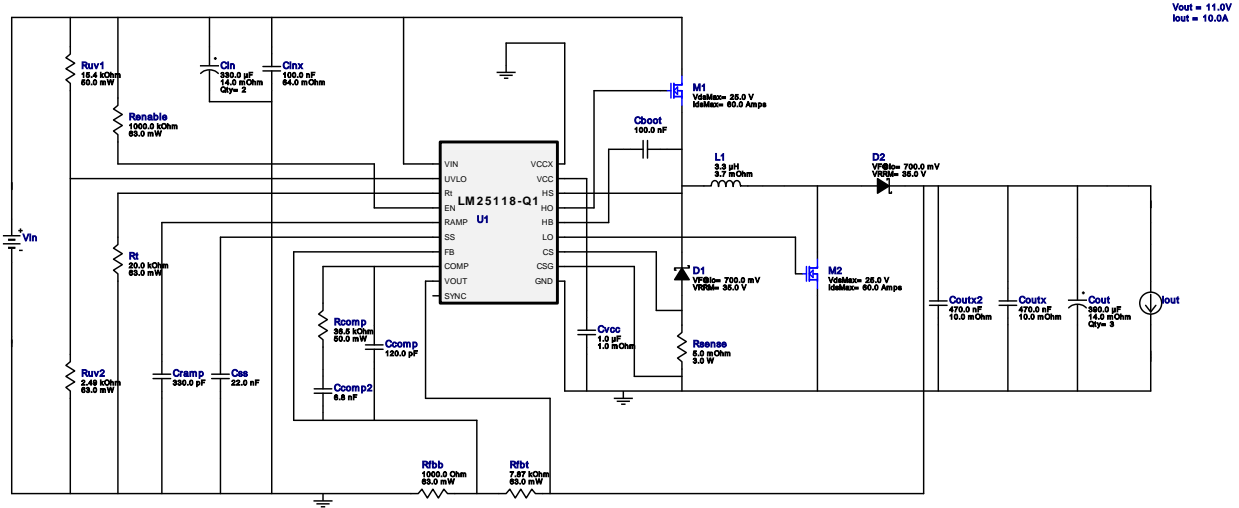 Vout = 11.0V
Iout = 10.0A
Ruv1
15.4 kOhm
50.0 mW
Renable
1000.0 kOhm
63.0 mW
Cin
330.0 µF
14.0 mOhm
Qty= 2
Cinx
100.0 nF
64.0 mOhm
M1
VdsMax= 25.0 V
IdsMax= 60.0 Amps
Cboot
100.0 nF
L1
3.3 µH
3.7 mOhm
D2
VF@Io= 700.0 mV
VRRM= 35.0 V
VIN
UVLO
Rt
EN
RAMP
SS
FB
COMP
VOUT
SYNC
LM25118-Q1
U1
VCCX
VCC
HS
HO
HB
LO
CS
CSG
GND
Vin
Rt
20.0 kOhm
63.0 mW
D1
VF@Io= 700.0 mV
VRRM= 35.0 V
M2
VdsMax= 25.0 V
IdsMax= 60.0 Amps
Coutx2
470.0 nF
10.0 mOhm
Coutx
470.0 nF
10.0 mOhm
Cout
390.0 µF
14.0 mOhm
Qty= 3
Iout
Rcomp
36.5 kOhm
50.0 mW
Ccomp
120.0 pF
Cvcc
1.0 µF
1.0 mOhm
Rsense
5.0 mOhm
3.0 W
Ruv2
2.49 kOhm
63.0 mW
Cramp
330.0 pF
Css
22.0 nF
Ccomp2
6.8 nF
Rfbb
1000.0 Ohm
63.0 mW
Rfbt
7.87 kOhm
63.0 mW